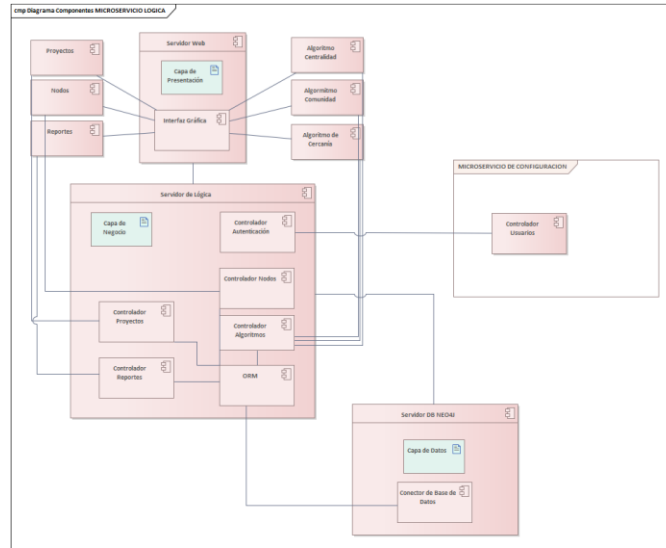 cmp Diagrama Componentes MICROSERVICIO LOGICA
Proyectos
Nodos
Reportes
Servidor Web
Capa de
Presentación
Interfaz Gráfica
Algoritmo
Centralidad
Algormitmo
Comunidad
Algoritmo de
Cercanía
MICROSERVICIO DE CONFIGURACION
Controlador
Usuarios
Servidor de Lógica
Capa de
Negocio
Controlador
Autenticación
Controlador Nodos
Controlador
Proyectos
Controlador
Algoritmos
Controlador
Reportes
ORM
Servidor DB NEO4J
Capa de Datos
Conector de Base de
Datos